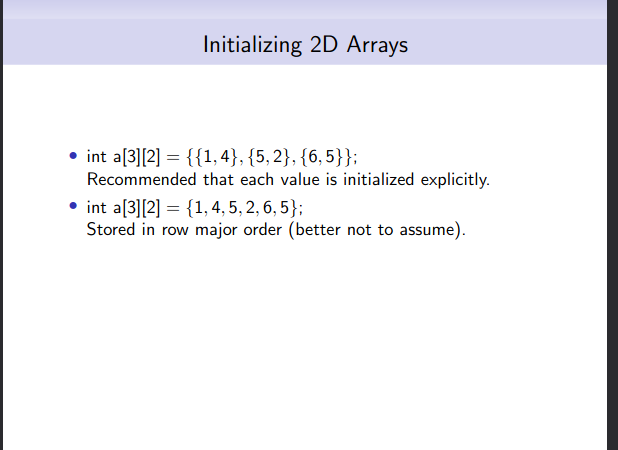 Initializing 2D Arrays
• int a[3][2] = {{1, 4}, {5, 2}, {6, 5}};
Recommended that each value is initialized explicitly.
• int a[3][2] = {1, 4, 5, 2, 6, 5};
Stored in row major order (better not to assume).